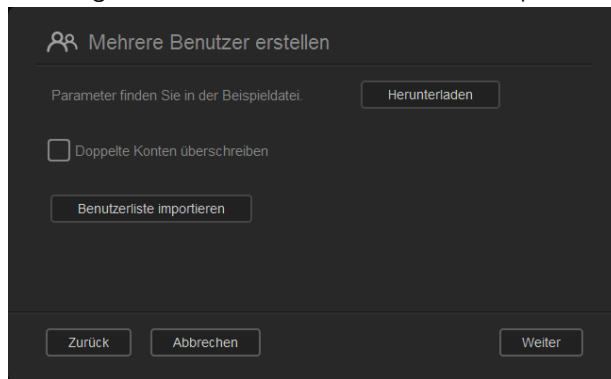 Mehrere Benutzer erstellen
Parameter finden Sie in der Beispieldatei. Herunterladen
Doppelte Konten überschreiben
Benutzerliste importieren
Zurück Abbrechen Weiter